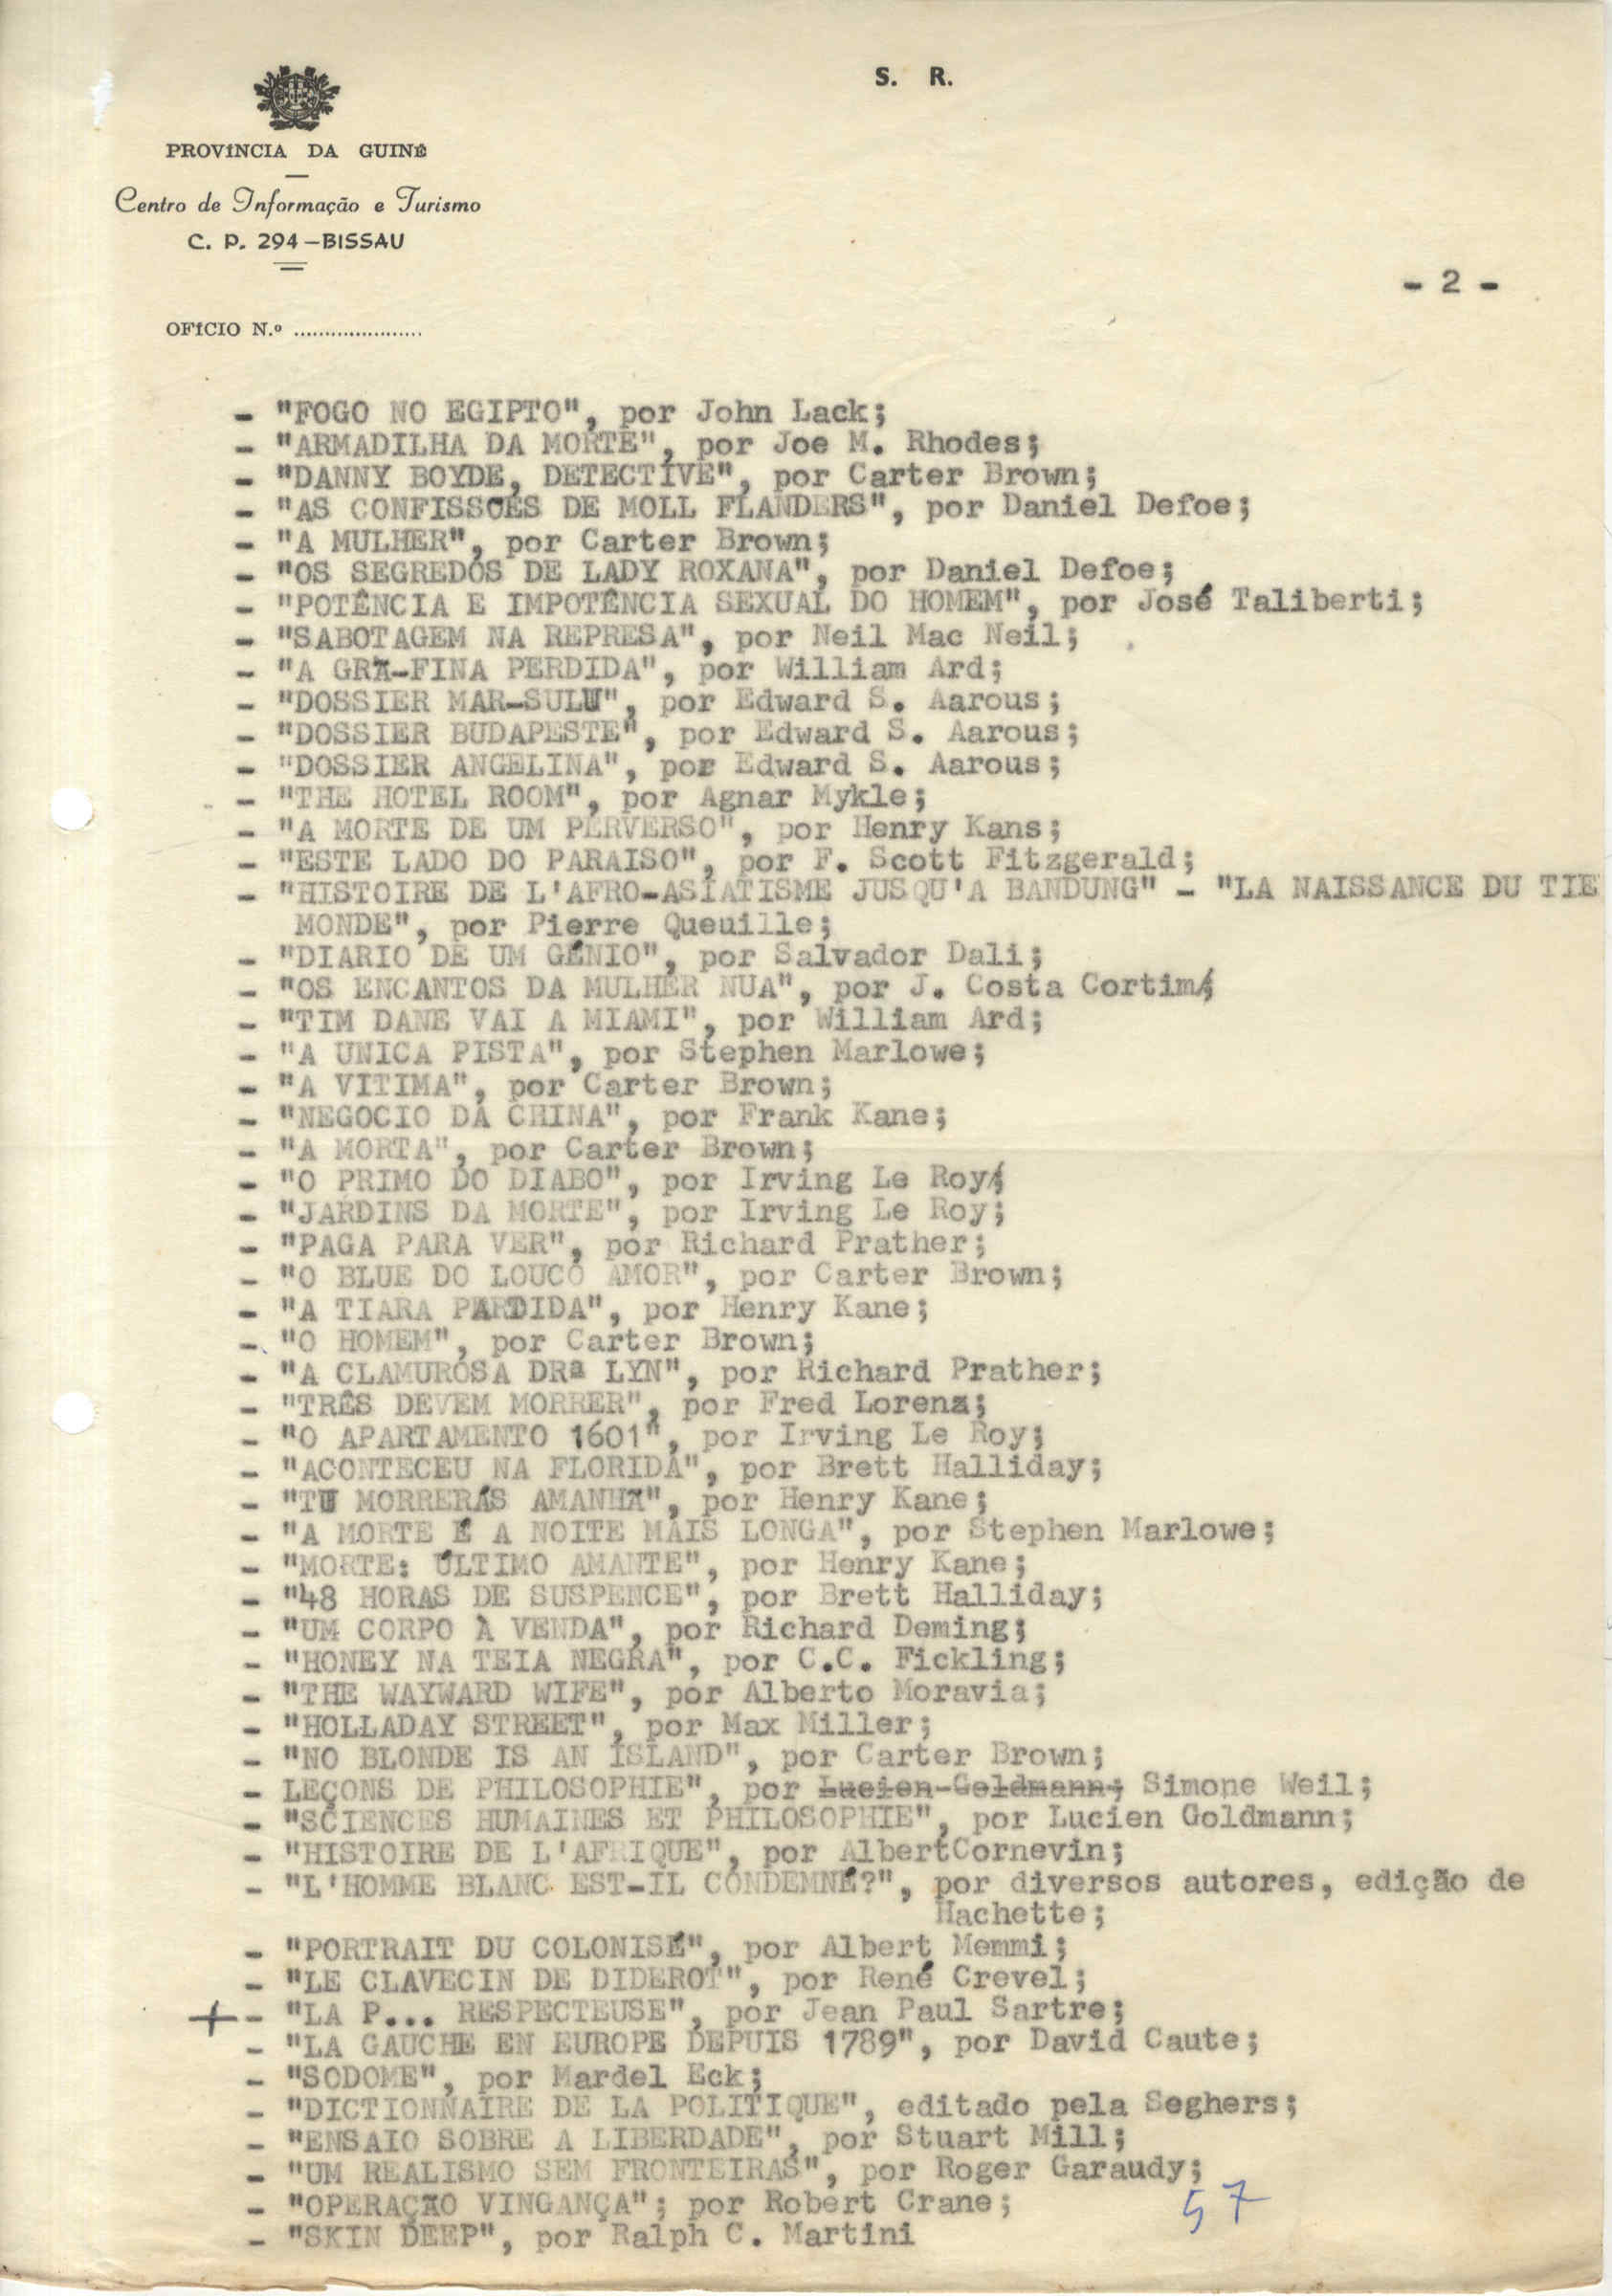 S. R.
PROVÍNCIA DA GUINÉ
Centro de Informação e Turismo
C. P. 294 – BISSAU
- 2 -
OFÍCIO N.º .....................
- "FOGO NO EGIPTO", por John Lack;
- "ARMADILHA DA MORTE", por Joe M. Rhodes;
- "DANNY BOYDE, DETECTIVE", por Carter Brown;
- "AS CONFISSOES DE MOLL FLANDERS", por Daniel Defoe;
- "A MULHER", por Carter Brown;
- "OS SEGREDOS DE LADY ROXANA", por Daniel Defoe;
- "POTÊNCIA E IMPOTÊNCIA SEXUAL DO HOMEM", por José Taliberti;
- "SABOTAGEM NA REPRESA", por Neil Mac Neil;
- "A GRÃ-FINA PERDIDA", por William Ard;
- "DOSSIER MAR-SULU", por Edward S. Aarous;
- "DOSSIER BUDAPESTE", por Edward S. Aarous;
- "DOSSIER ANGELINA", por Edward S. Aarous;
- "THE HOTEL ROOM", por Agnar Mykle;
- "A MORTE DE UM PERVERSO", por Henry Kans;
- "ESTE LADO DO PARAISO", por F. Scott Fitzgerald;
- "HISTOIRE DE L'AFRO-ASIATISME JUSQU'A BANDUNG" - "LA NAISSANCE DU TIE
MONDE", por Pierre Queuille;
- "DIARIO DE UM GÉNIO", por Salvador Dali;
- "OS ENCANTOS DA MULHER NUA", por J. Costa Cortim;
- "TIM DANE VAI A MIAMI", por William Ard;
- "A UNICA PISTA", por Stephen Marlowe;
- "A VITIMA", por Carter Brown;
- "NEGOCIO DA CHINA", por Frank Kane;
- "A MORTA", por Carter Brown;
- "O PRIMO DO DIABO", por Irving Le Roy;
- "JARDINS DA MORTE", por Irving Le Roy;
- "PAGA PARA VER", por Richard Prather;
- "O BLUE DO LOUCO AMOR", por Carter Brown;
- "A TIARA PARDIDA", por Henry Kane;
- "O HOMEM", por Carter Brown;
- "A CLAMUROSA DRª LYN", por Richard Prather;
- "TRÊS DEVEM MORRER", por Fred Lorenz;
- "O APARTAMENTO 1601", por Irving Le Roy;
- "ACONTECEU NA FLORIDA", por Brett Halliday;
- "TU MORRERÁS AMANHÃ", por Henry Kane;
- "A MORTE É A NOITE MAIS LONGA", por Stephen Marlowe;
- "MORTE: ÚLTIMO AMANTE", por Henry Kane;
- "48 HORAS DE SUSPENCE", por Brett Halliday;
- "UM CORPO À VENDA", por Richard Deming;
- "HONEY NA TEIA NEGRA", por C.C. Fickling;
- "THE WAYWARD WIFE", por Alberto Moravia;
- "HOLLADAY STREET", por Max Miller;
- "NO BLONDE IS AN ISLAND", por Carter Brown;
- LEÇONS DE PHILOSOPHIE", por Lucien Goldmann; Simone Weil;
- "SCIENCES HUMAINES ET PHILOSOPHIE", por Lucien Goldmann;
- "HISTOIRE DE L'AFRIQUE", por AlbertCornevin;
- "L'HOMME BLANC EST-IL CONDEMNÉ?", por diversos autores, edição de
Hachette;
- "PORTRAIT DU COLONISÉ", por Albert Memmi;
- "LE CLAVECIN DE DIDEROT", por René Crevel;
+ - "LA P... RESPECTEUSE", por Jean Paul Sartre;
- "LA GAUCHE EN EUROPE DEPUIS 1789", por David Caute;
- "SODOME", por Mardel Eck;
- "DICTIONNAIRE DE LA POLITIQUE", editado pela Seghers;
- "ENSAIO SOBRE A LIBERDADE", por Stuart Mill;
- "UM REALISMO SEM FRONTEIRAS", por Roger Garaudy;
- "OPERAÇÃO VINGANÇA"; por Robert Crane;
57
- "SKIN DEEP", por Ralph C. Martini